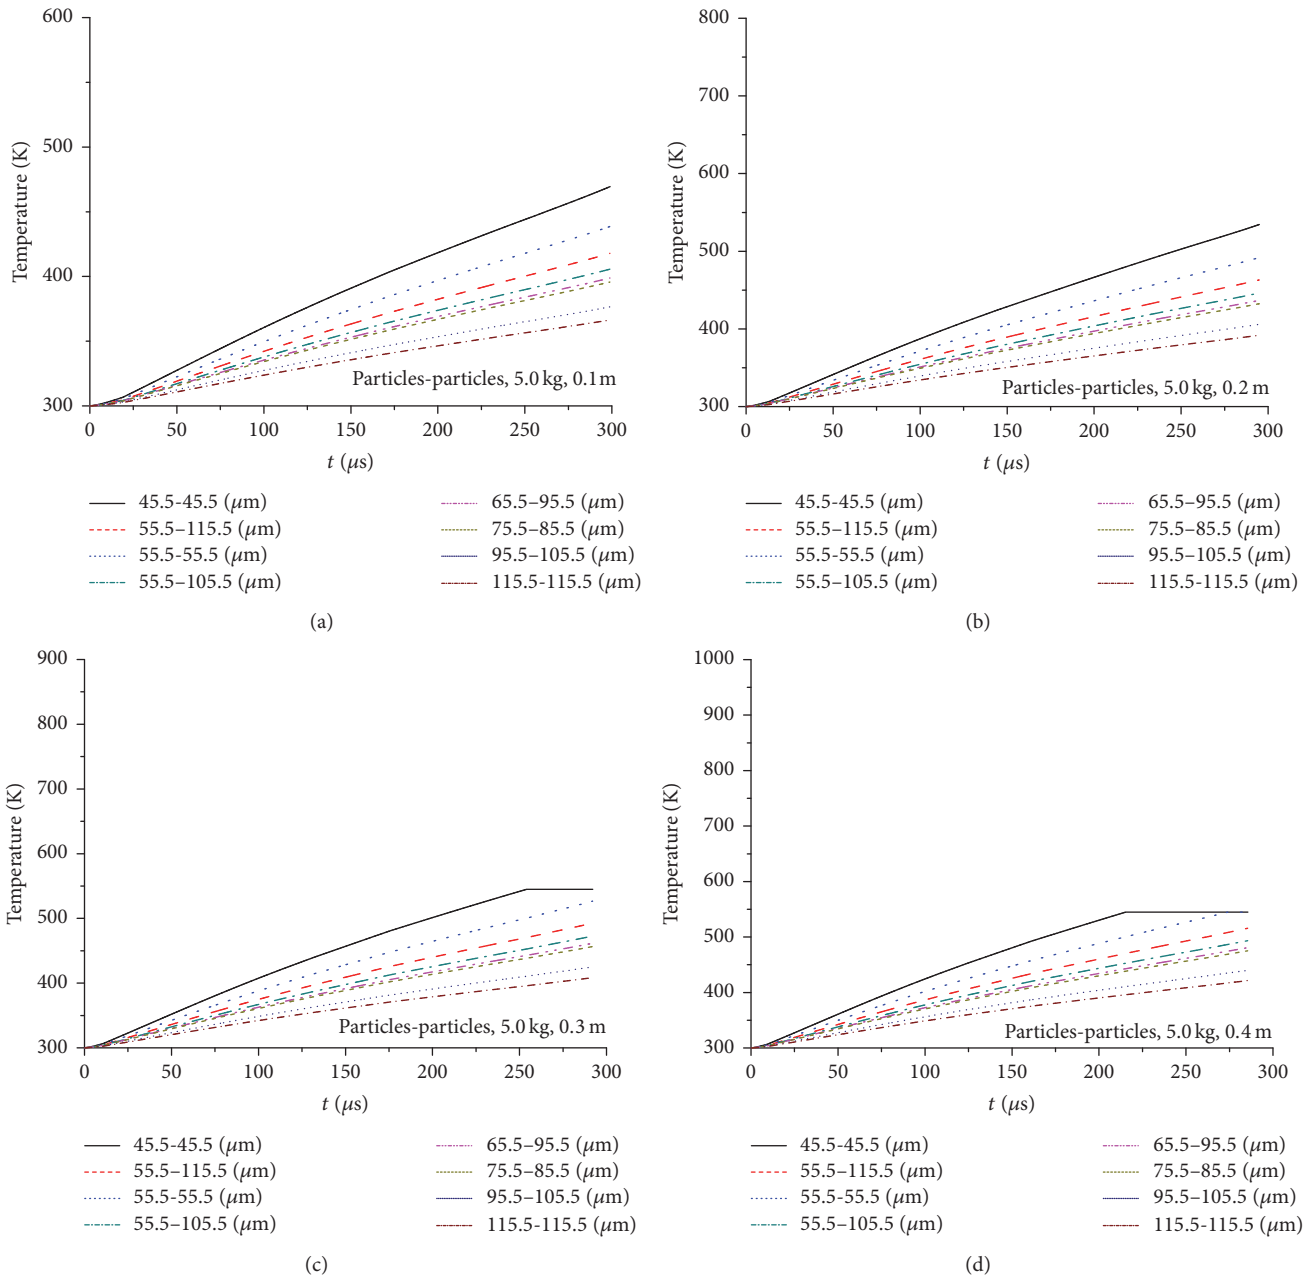 600
500
400
300
Temperature (K)
Particles-particles, 5.0 kg, 0.1 m
0 50 100 150 200 250 300
t (μs)
45.5-45.5 (μm)
55.5–115.5 (μm)
55.5-55.5 (μm)
55.5–105.5 (μm)
65.5–95.5 (μm)
75.5–85.5 (μm)
95.5–105.5 (μm)
115.5-115.5 (μm)
(a)
800
700
600
500
400
300
Temperature (K)
Particles-particles, 5.0 kg, 0.2 m
0 50 100 150 200 250 300
t (μs)
45.5-45.5 (μm)
55.5–115.5 (μm)
55.5-55.5 (μm)
55.5–105.5 (μm)
65.5–95.5 (μm)
75.5–85.5 (μm)
95.5–105.5 (μm)
115.5-115.5 (μm)
(b)
900
800
700
600
500
400
300
Temperature (K)
Particles-particles, 5.0 kg, 0.3 m
0 50 100 150 200 250 300
t (μs)
45.5-45.5 (μm)
55.5–115.5 (μm)
55.5-55.5 (μm)
55.5–105.5 (μm)
65.5–95.5 (μm)
75.5–85.5 (μm)
95.5–105.5 (μm)
115.5-115.5 (μm)
(c)
1000
900
800
700
600
500
400
300
Temperature (K)
Particles-particles, 5.0 kg, 0.4 m
0 50 100 150 200 250 300
t (μs)
45.5-45.5 (μm)
55.5–115.5 (μm)
55.5-55.5 (μm)
55.5–105.5 (μm)
65.5–95.5 (μm)
75.5–85.5 (μm)
95.5–105.5 (μm)
115.5-115.5 (μm)
(d)